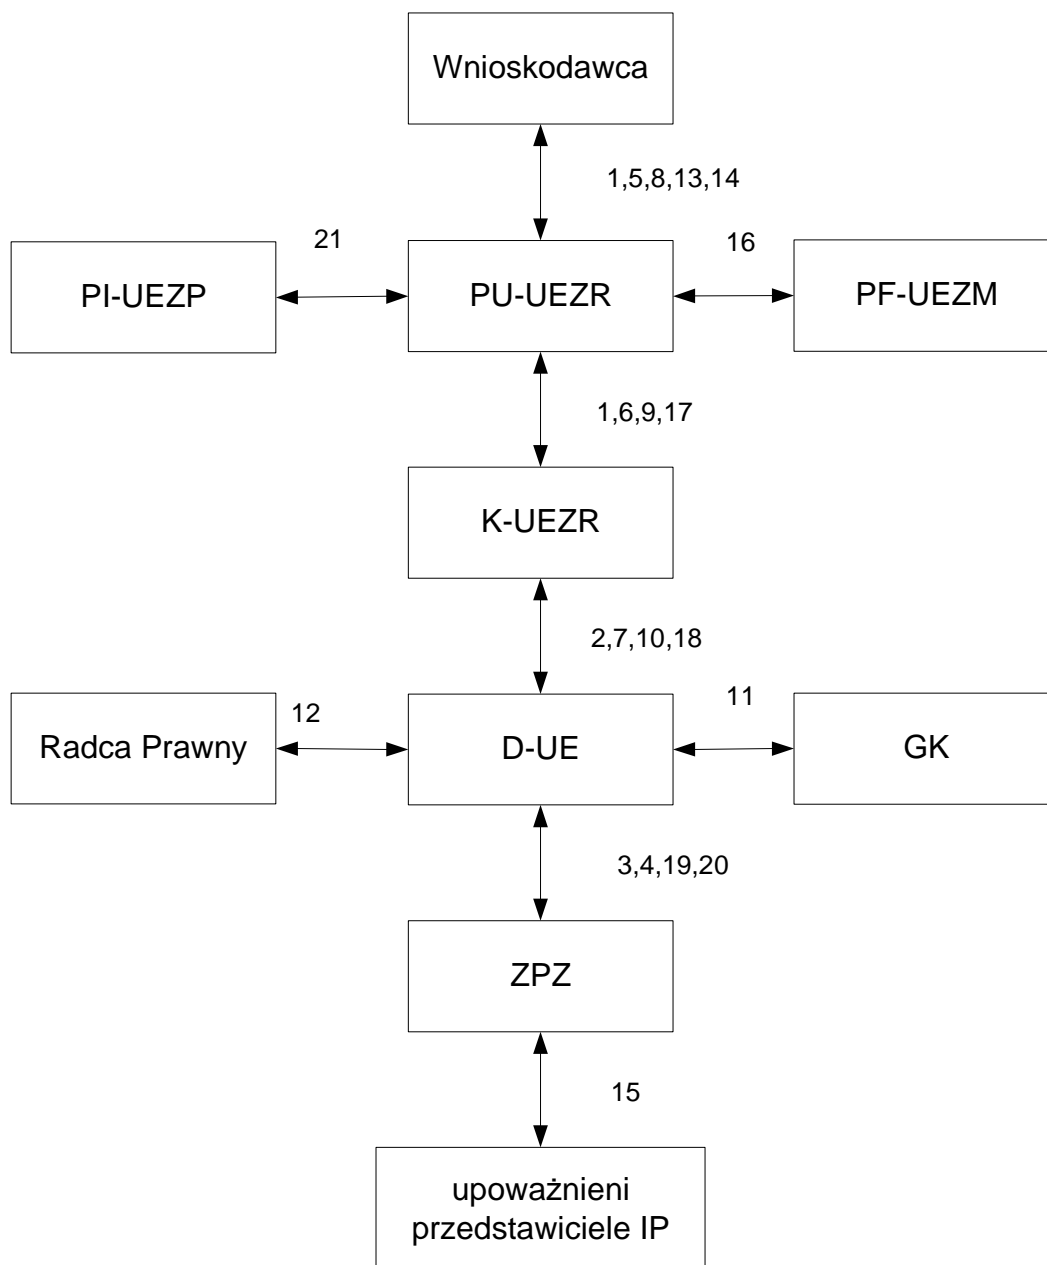 Wnioskodawca
1,5,8,13,14
21
16
PI-UEZP
PU-UEZR
PF-UEZM
1,6,9,17
K-UEZR
2,7,10,18
12
11
Radca Prawny
D-UE
GK
3,4,19,20
ZPZ
15
upoważnieni
przedstawiciele IP